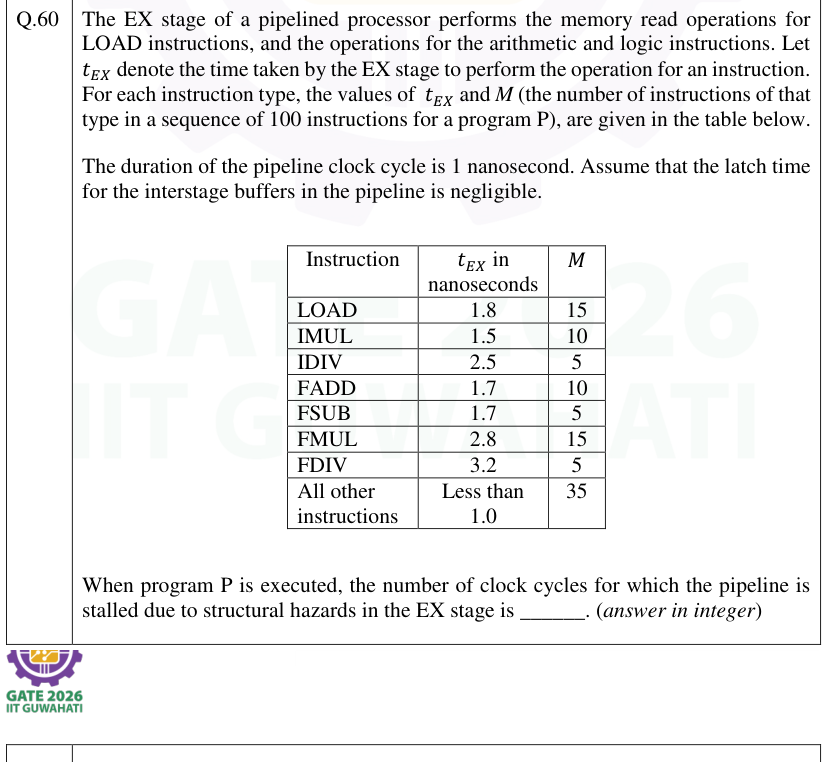 Q.60 The EX stage of a pipelined processor performs the memory read operations for
LOAD instructions, and the operations for the arithmetic and logic instructions. Let
t_EX denote the time taken by the EX stage to perform the operation for an instruction.
For each instruction type, the values of t_EX and M (the number of instructions of that
type in a sequence of 100 instructions for a program P), are given in the table below.
The duration of the pipeline clock cycle is 1 nanosecond. Assume that the latch time
for the interstage buffers in the pipeline is negligible.
Instruction t_EX in M
nanoseconds
LOAD 1.8 15
IMUL 1.5 10
IDIV 2.5 5
FADD 1.7 10
FSUB 1.7 5
FMUL 2.8 15
FDIV 3.2 5
All other Less than 35
instructions 1.0
When program P is executed, the number of clock cycles for which the pipeline is
stalled due to structural hazards in the EX stage is ______. (answer in integer)
GATE 2026
IIT GUWAHATI
GATE 2026
IIT GUWAHATI